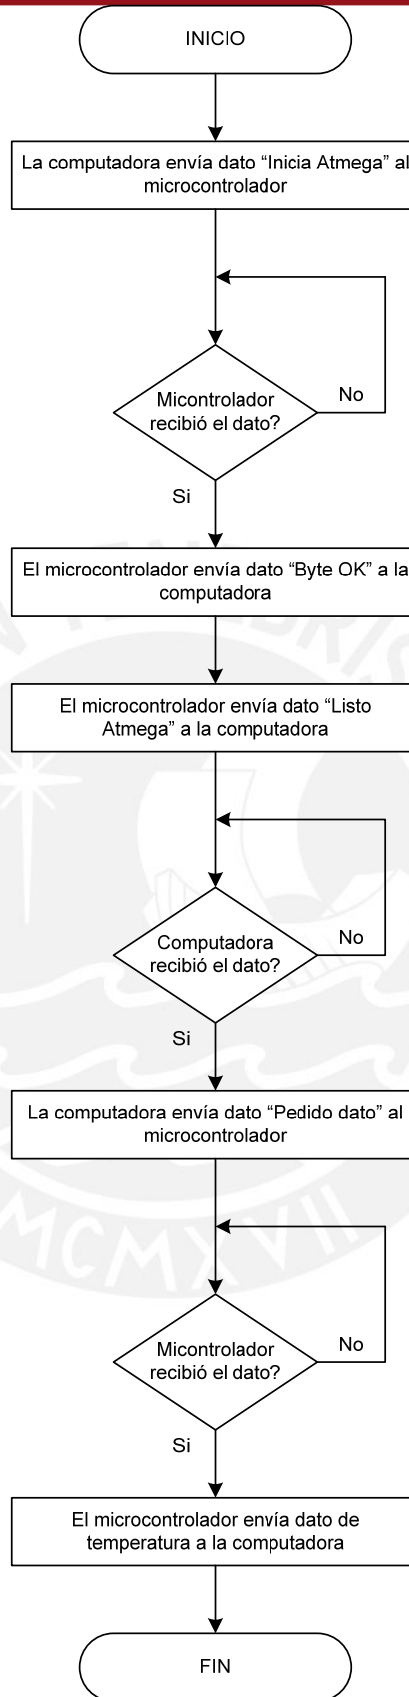 INICIO
La computadora envía dato “Inicia Atmega” al
microcontrolador
Micontrolador
recibió el dato?
No
Si
El microcontrolador envía dato “Byte OK” a la
computadora
El microcontrolador envía dato “Listo
Atmega” a la computadora
Computadora
recibió el dato?
No
Si
La computadora envía dato “Pedido dato” al
microcontrolador
MCMXVII
Micontrolador
recibió el dato?
No
Si
El microcontrolador envía dato de
temperatura a la computadora
FIN